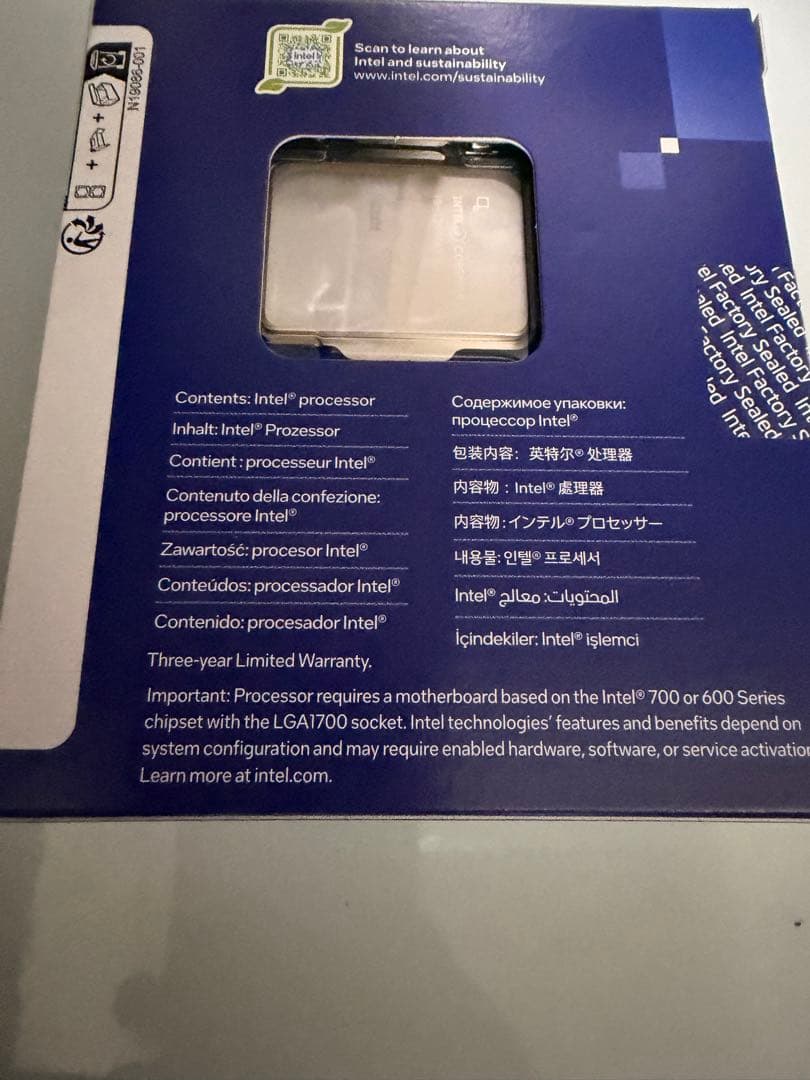 Scan to learn about
Intel and sustainability
www.intel.com/sustainability
N19086-001
intel
Contents: Intel® processor
Inhalt: Intel® Prozessor
Contient : processeur Intel®
Contenuto della confezione:
processore Intel®
Zawartość: procesor Intel®
Conteúdos: processador Intel®
Contenido: procesador Intel®
Содержимое упаковки:
процессор Intel®
包装内容：英特尔® 处理器
内容物：Intel® 處理器
内容物:インテル® プロセッサー
내용물: 인텔® 프로세서
المحتويات: معالج Intel®
İçindekiler: Intel® işlemci
Three-year Limited Warranty.
Important: Processor requires a motherboard based on the Intel® 700 or 600 Series
chipset with the LGA1700 socket. Intel technologies’ features and benefits depend on
system configuration and may require enabled hardware, software, or service activatio
Learn more at intel.com.
Intel Factory
Sealed Intel Factory
Factory Sealed